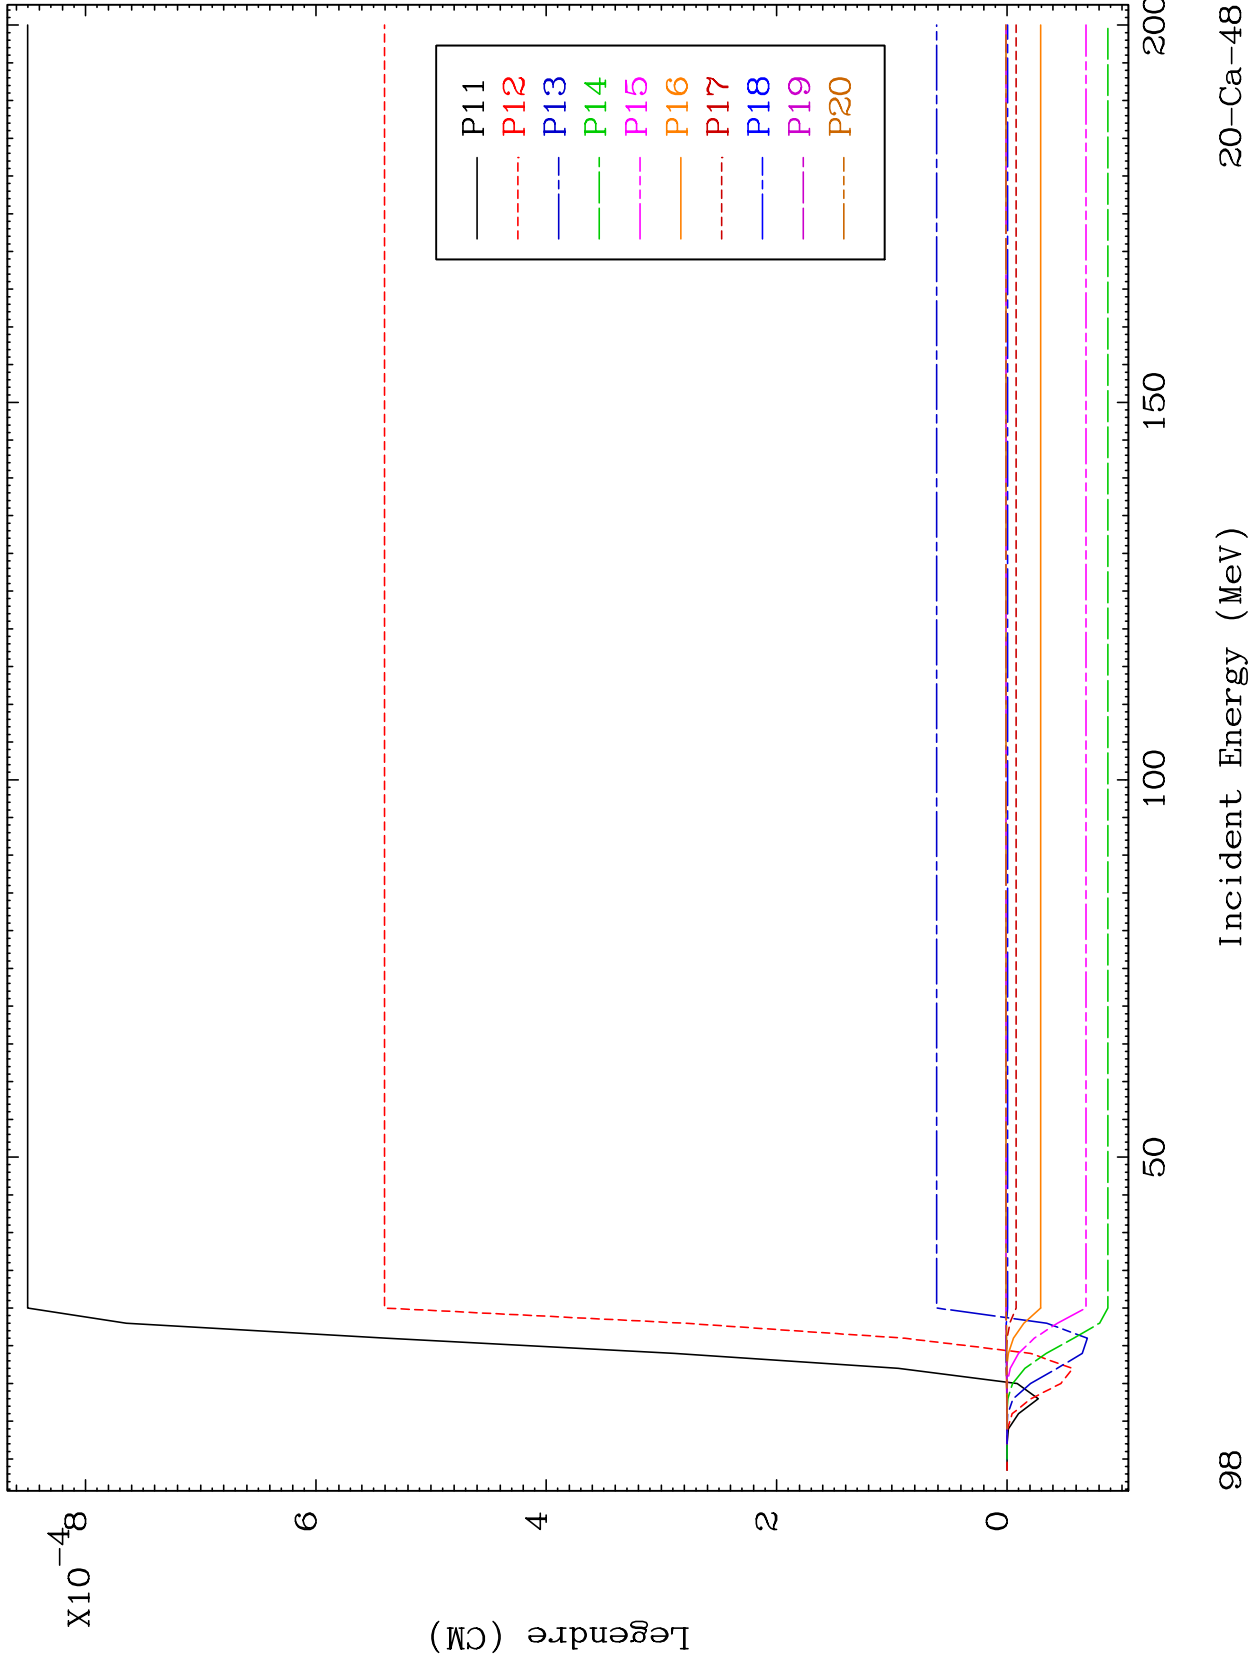 X10⁻⁴
8
6
4
2
0
Legendre (CM)
P11
P12
P13
P14
P15
P16
P17
P18
P19
P20
50
100
150
200
98
Incident Energy (MeV)
20-Ca-48